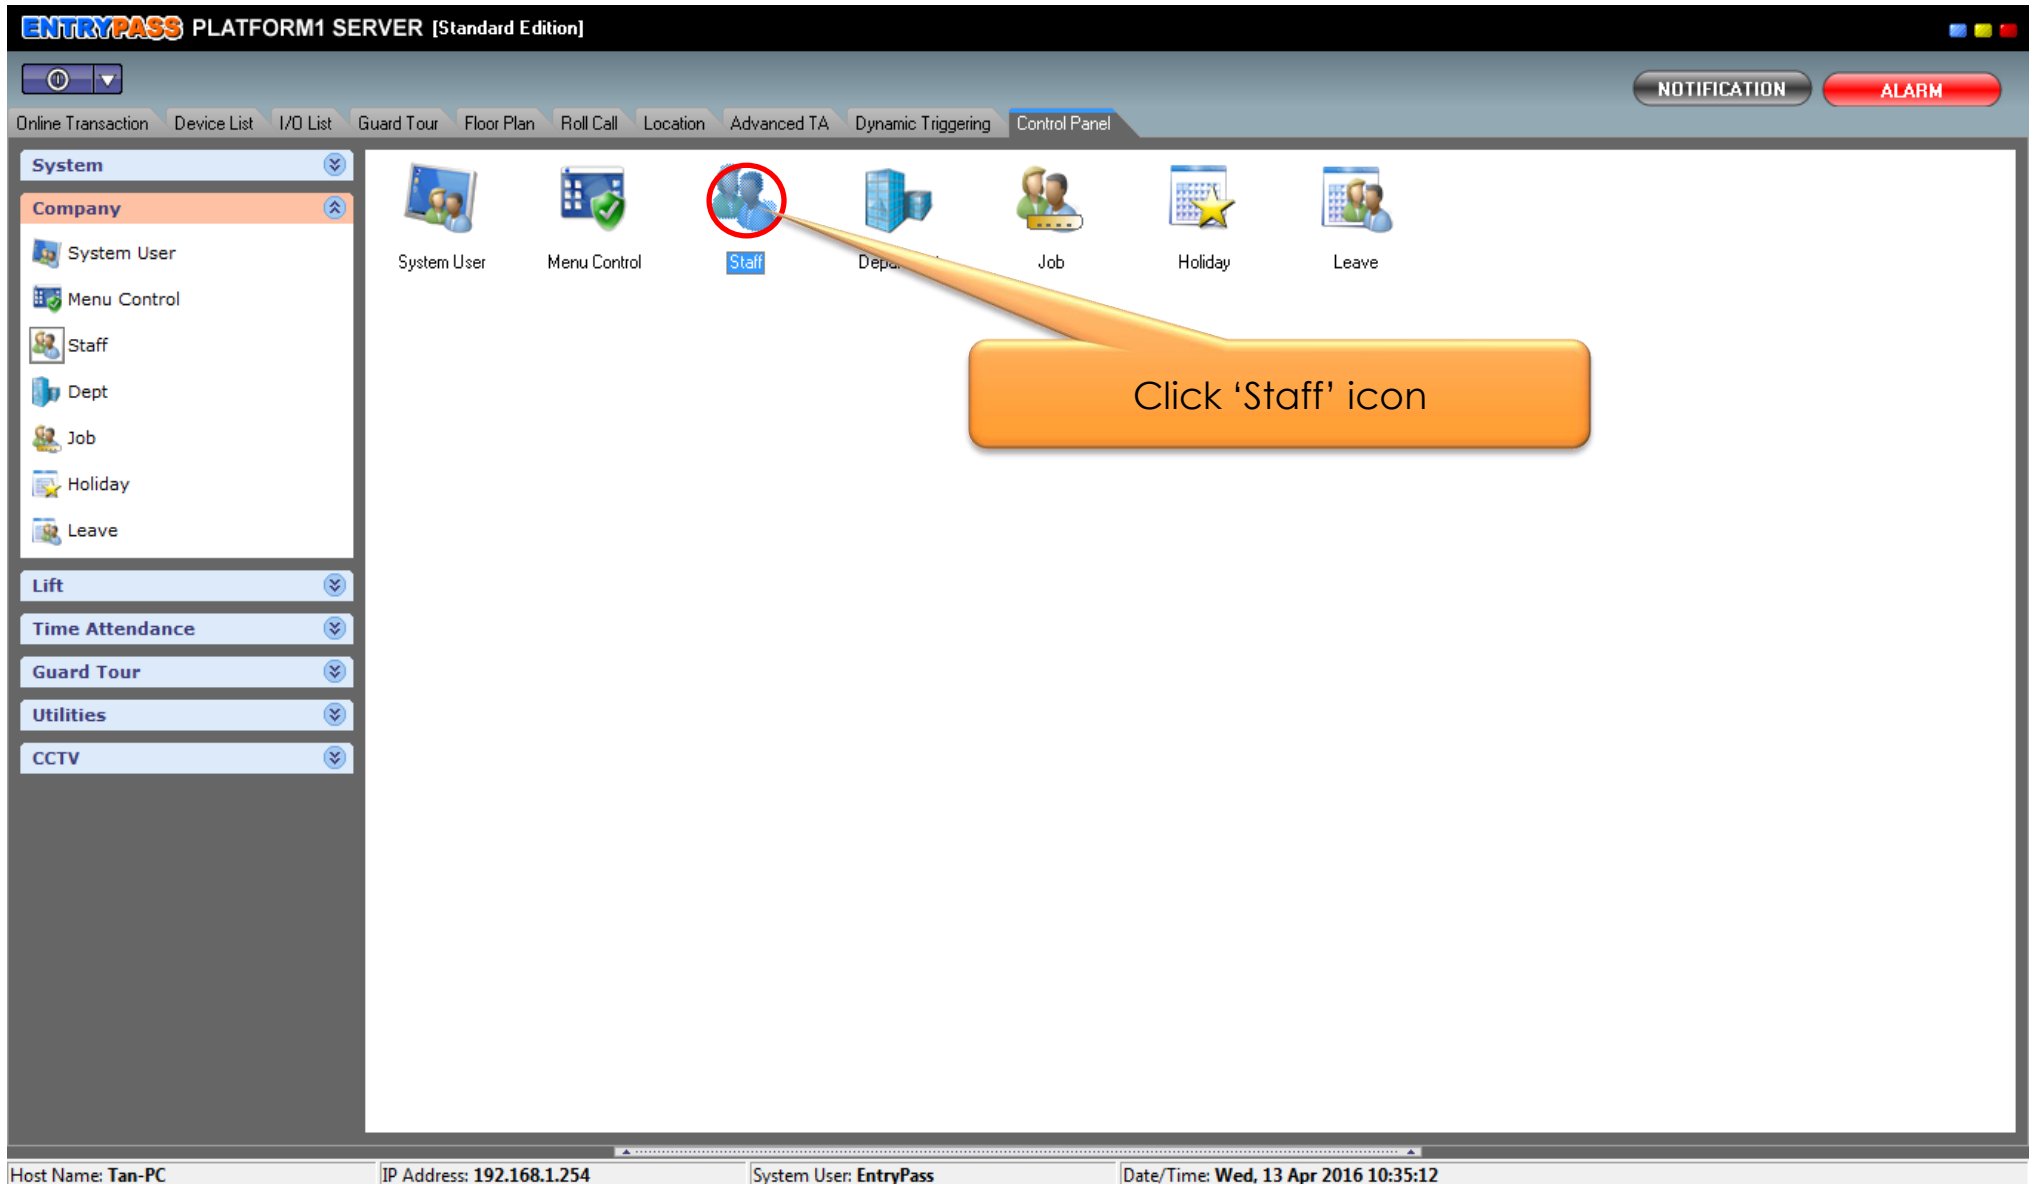 ENTRYPASS PLATFORM1 SERVER [Standard Edition]
NOTIFICATION ALARM
Online Transaction Device List I/O List Guard Tour Floor Plan Roll Call Location Advanced TA Dynamic Triggering Control Panel
System
Company
System User
Menu Control
Staff
Dept
Job
Holiday
Leave
Lift
Time Attendance
Guard Tour
Utilities
CCTV
System User Menu Control Staff Job Holiday Leave
Click ‘Staff’ icon
Host Name: Tan-PC IP Address: 192.168.1.254 System User: EntryPass Date/Time: Wed, 13 Apr 2016 10:35:12